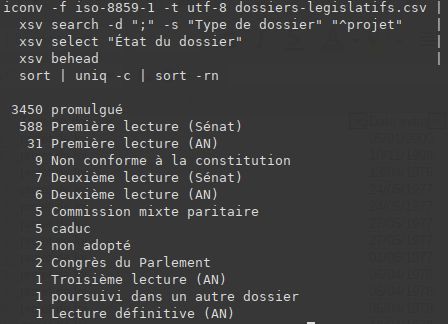 iconv -f iso-8859-1 -t utf-8 dossiers-legislatifs.csv |
xsv search -d ";" -s "Type de dossier" "^projet" |
xsv select "État du dossier" |
xsv behead |
sort | uniq -c | sort -rn
3450 promulgué
588 Première lecture (Sénat)
31 Première lecture (AN)
9 Non conforme à la constitution
7 Deuxième lecture (Sénat)
6 Deuxième lecture (AN)
5 Commission mixte paritaire
5 caduc
2 non adopté
2 Congrès du Parlement
1 Troisième lecture (AN)
1 poursuivi dans un autre dossier
1 Lecture définitive (AN)